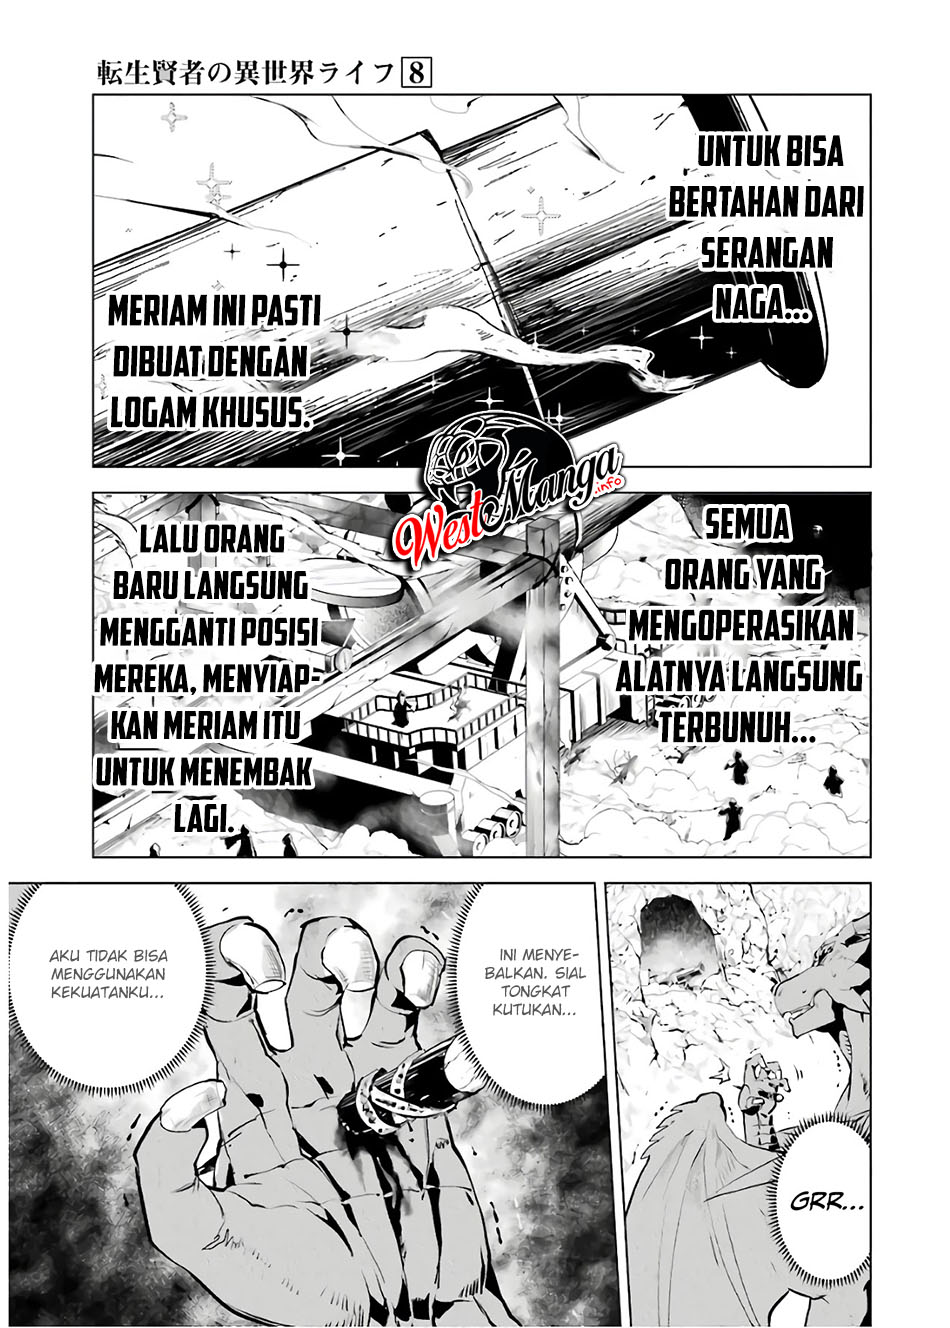 転生賢者の異世界ライフ 8
UNTUK BISA
BERTAHAN DARI
SERANGAN
NAGA...
MERIAM INI PASTI
DIBUAT DENGAN
LOGAM KHUSUS.
WestManga
.info
SEMUA
ORANG YANG
MENGOPERASIKAN
ALATNYA LANGSUNG
TERBUNUH...
LALU ORANG
BARU LANGSUNG
MENGGANTI POSISI
MEREKA, MENYIAP-
KAN MERIAM ITU
UNTUK MENEMBAK
LAGI.
GRR...
INI MENYE-
BALKAN. SIAL
TONGKAT
KUTUKAN...
AKU TIDAK BISA
MENGGUNAKAN
KEKUATANKU...